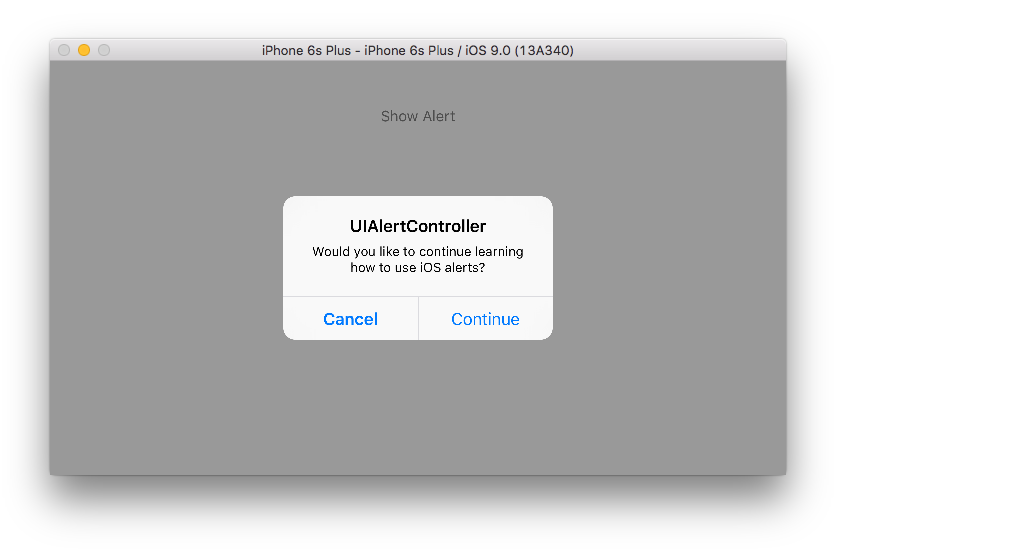 iPhone 6s Plus - iPhone 6s Plus / iOS 9.0 (13A340)
Show Alert
UIAlertController
Would you like to continue learning
how to use iOS alerts?
Cancel Continue